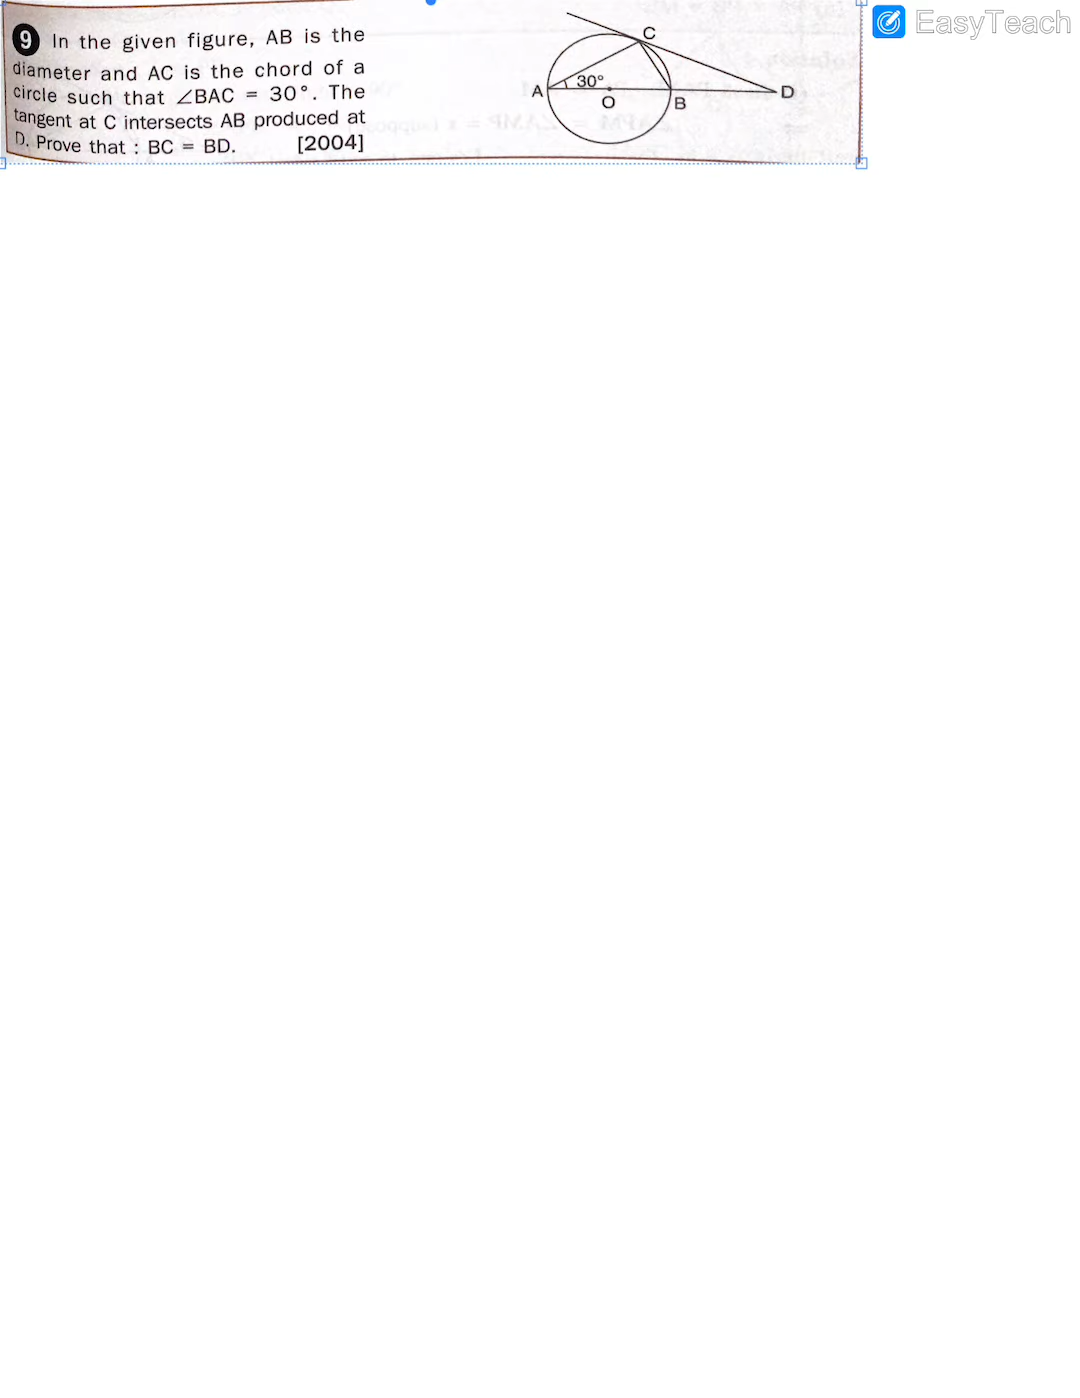 EasyTeach
9 In the given figure, AB is the
diameter and AC is the chord of a
circle such that ∠BAC = 30°. The
tangent at C intersects AB produced at
D. Prove that : BC = BD. [2004]
C
A 30° D
O B